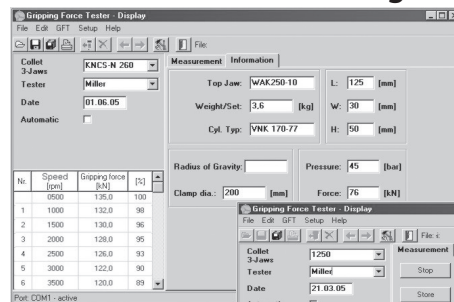 Gripping Force Tester - Display
File Edit GFT Setup Help
File:
Collet
3-Jaws
KNCS-N 260
Tester
Miller
Date
01.06.05
Automatic
Measurement Information
Top Jaw: WAK250-10
Weight/Set: 3,6 [kg]
Cyl. Typ: VNK 170-77
L: 125 [mm]
W: 30 [mm]
H: 50 [mm]
Radius of Gravity:
Clamp dia.: 200 [mm]
Pressure: 45 [bar]
Force: 76 [kN]
Nr. Speed [rpm] Gripping force [kN] [%]
0500 135,0 100
1 1000 132,0 98
2 1500 130,0 96
3 2000 128,0 95
4 2500 126,0 93
5 3000 122,0 90
6 3500 120,0 89
Port: COM1 - active
Gripping Force Tester - Display
File Edit GFT Setup Help
Collet
3-Jaws
1250
Tester
Miller
Date
21.03.05
Measurement
Stop
Store